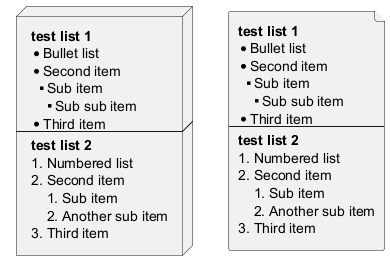 test list 1
• Bullet list
• Second item
▪ Sub item
▪ Sub sub item
• Third item
test list 2
1. Numbered list
2. Second item
1. Sub item
2. Another sub item
3. Third item
test list 1
• Bullet list
• Second item
▪ Sub item
▪ Sub sub item
• Third item
test list 2
1. Numbered list
2. Second item
1. Sub item
2. Another sub item
3. Third item